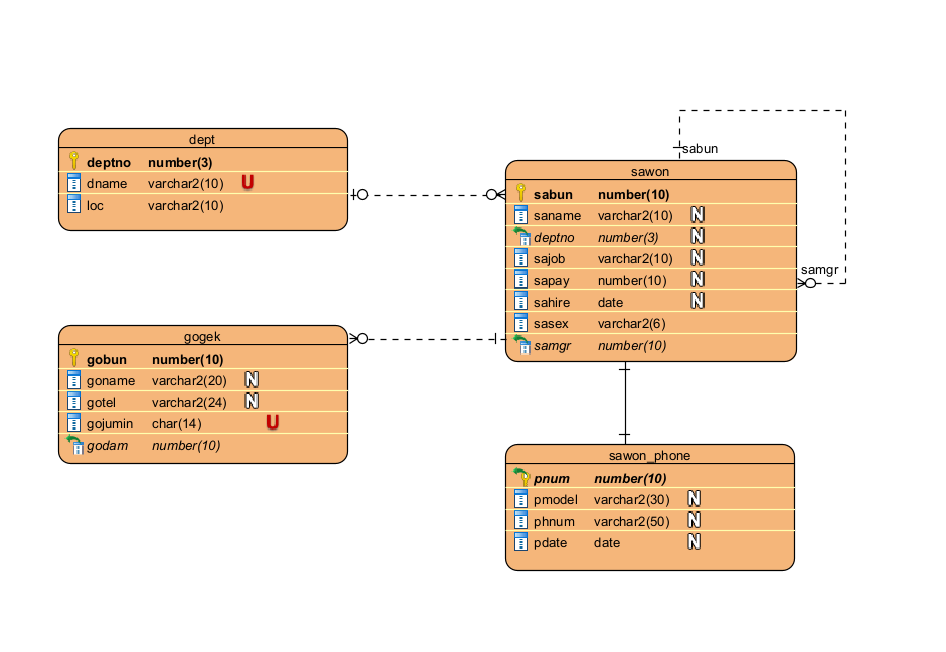 dept
deptno number(3)
dname varchar2(10) U
loc varchar2(10)
sabun
sawon
sabun number(10)
saname varchar2(10) N
deptno number(3) N
sajob varchar2(10) N
sapay number(10) N
sahire date N
sasex varchar2(6)
samgr number(10)
samgr
gogek
gobun number(10)
goname varchar2(20) N
gotel varchar2(24) N
gojumin char(14) U
godam number(10)
sawon_phone
pnum number(10)
pmodel varchar2(30) N
phnum varchar2(50) N
pdate date N